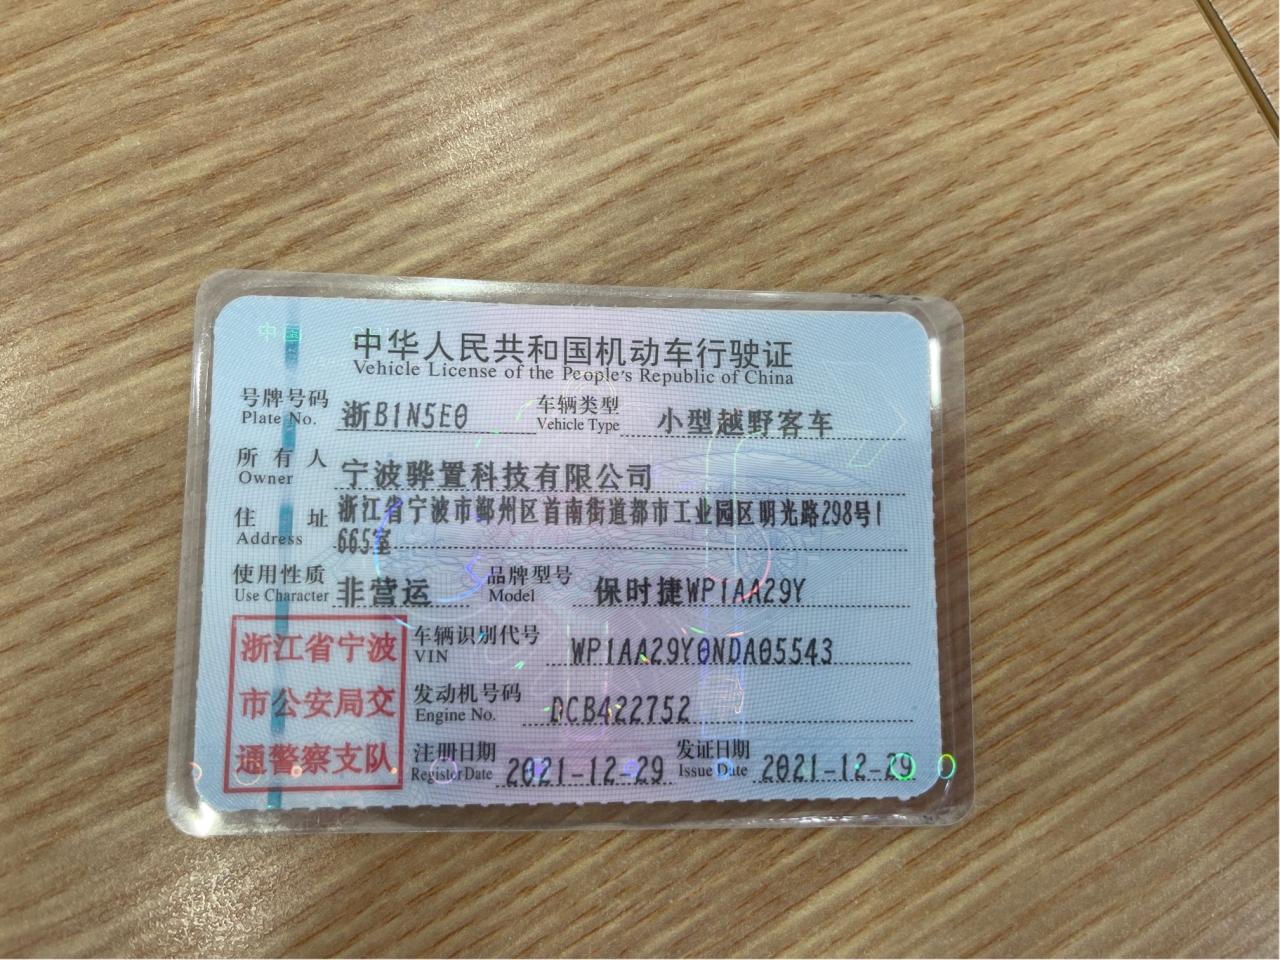 中国
中华人民共和国机动车行驶证
Vehicle License of the People's Republic of China
号牌号码 浙B1N5E0 车辆类型 小型越野客车
Plate No. Vehicle Type
所有人 宁波骅置科技有限公司
Owner
住址 浙江省宁波市鄞州区首南街道都市工业园区明光路298号1
Address 665室
使用性质 非营运 品牌型号 保时捷WP1AA29Y
Use Character Model
浙江省宁波
市公安局交
通警察支队
车辆识别代号 WP1AA29Y0NDA05543
VIN
发动机号码 DCB422752
Engine No.
注册日期 2021-12-29 发证日期 2021-12-29
Register Date Issue Date